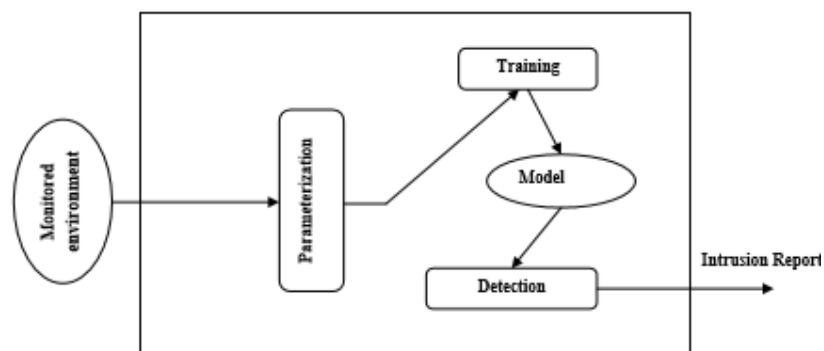 Monitored
environment
Parameterization
Training
Model
Detection
Intrusion Report